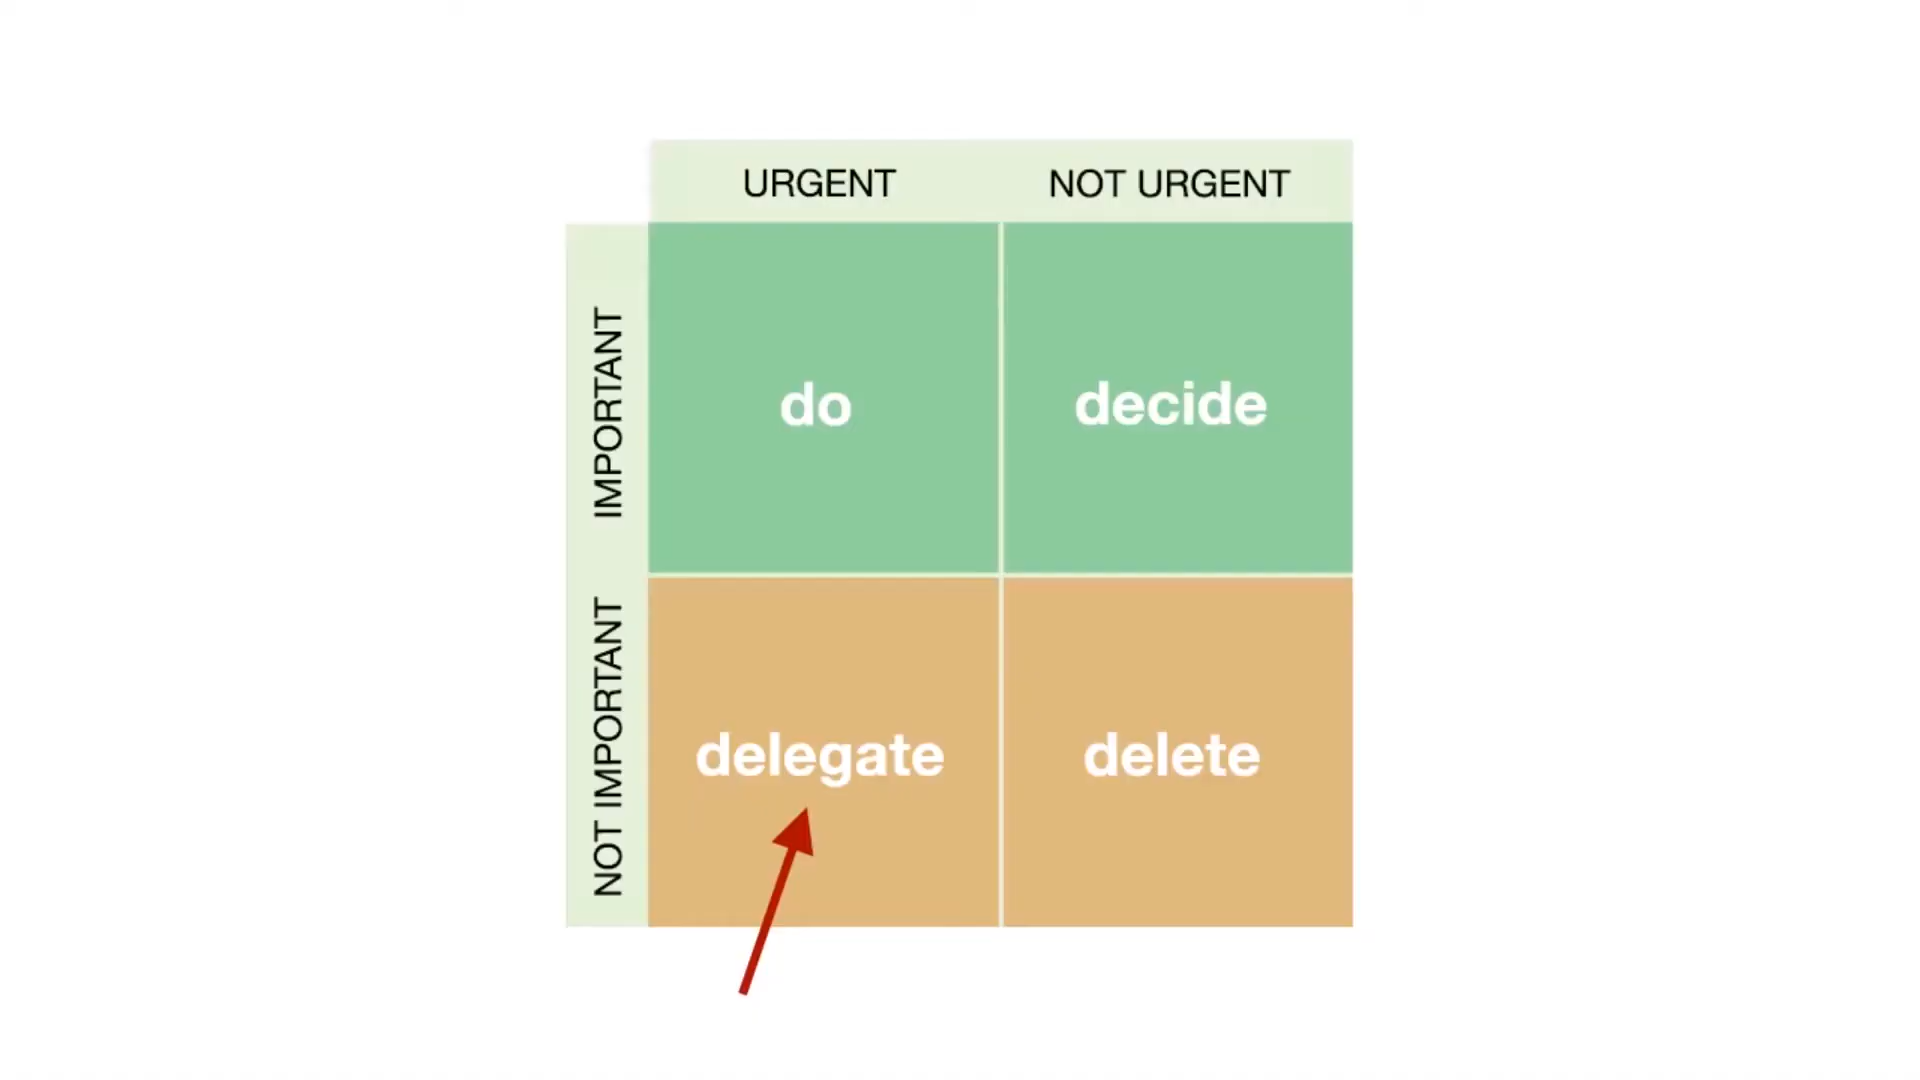 URGENT NOT URGENT
IMPORTANT
do decide
NOT IMPORTANT
delegate delete